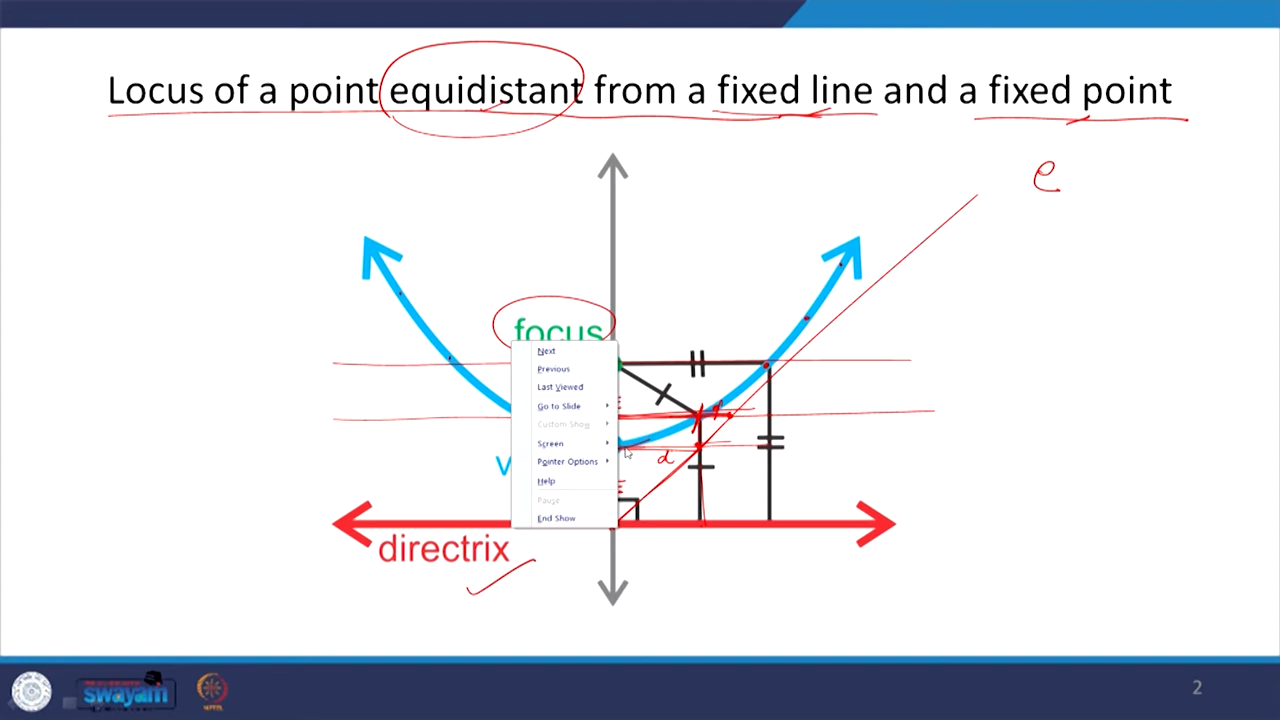 Locus of a point equidistant from a fixed line and a fixed point
e
focus
Next
Previous
Last Viewed
Go to Slide
Custom Show
Screen
Pointer Options
Help
Pause
End Show
d
v
directrix
swayam
2